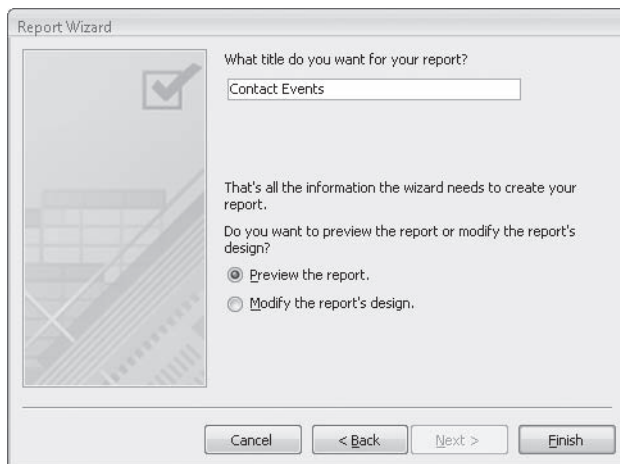 Report Wizard
What title do you want for your report?
Contact Events
That's all the information the wizard needs to create your
report.
Do you want to preview the report or modify the report's
design?
Preview the report.
Modify the report's design.
Cancel
< Back
Next >
Finish